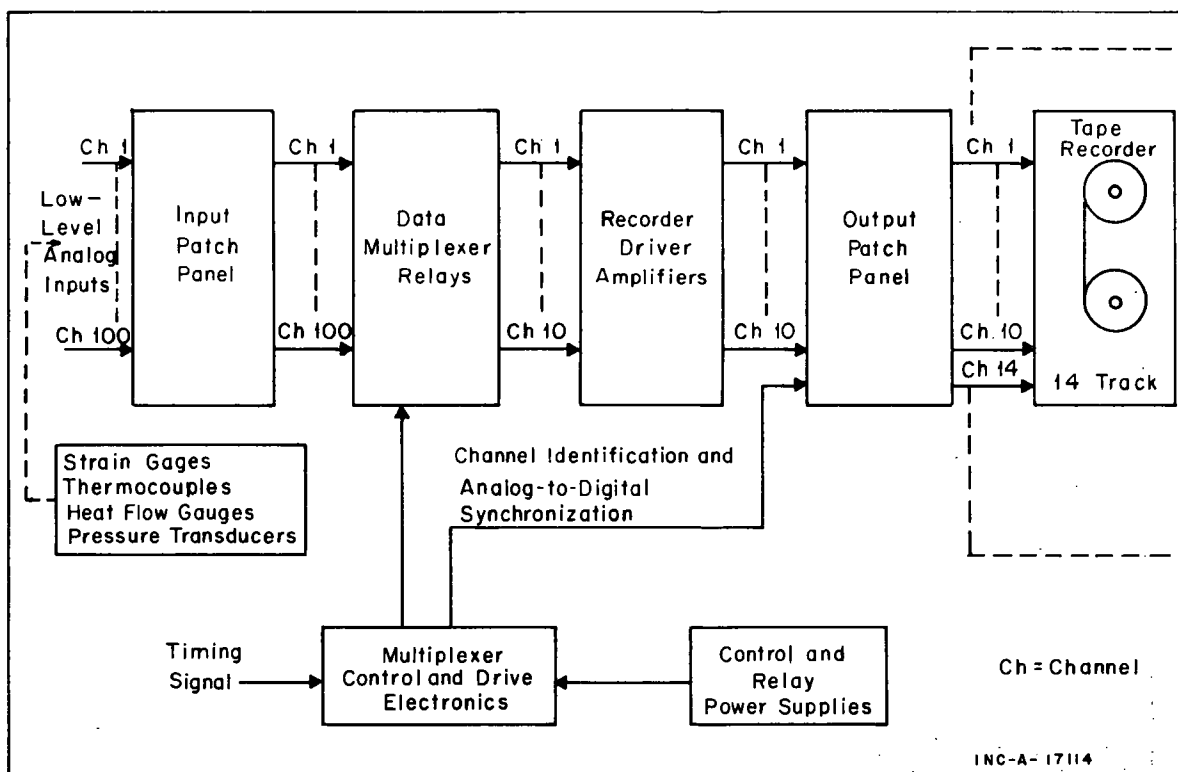 Ch 1
Ch 1
Ch 1
Ch 1
Ch 1
Tape
Recorder
Low–
Level
Analog
Inputs
Input
Patch
Panel
Data
Multiplexer
Relays
Recorder
Driver
Amplifiers
Output
Patch
Panel
Ch 100
Ch 100
Ch 10
Ch 10
Ch. 10
Ch 14
14 Track
Strain Gages
Thermocouples
Heat Flow Gauges
Pressure Transducers
Channel Identification and
Analog-to-Digital
Synchronization
Timing
Signal
Multiplexer
Control and Drive
Electronics
Control and
Relay
Power Supplies
Ch = Channel
INC-A-17114